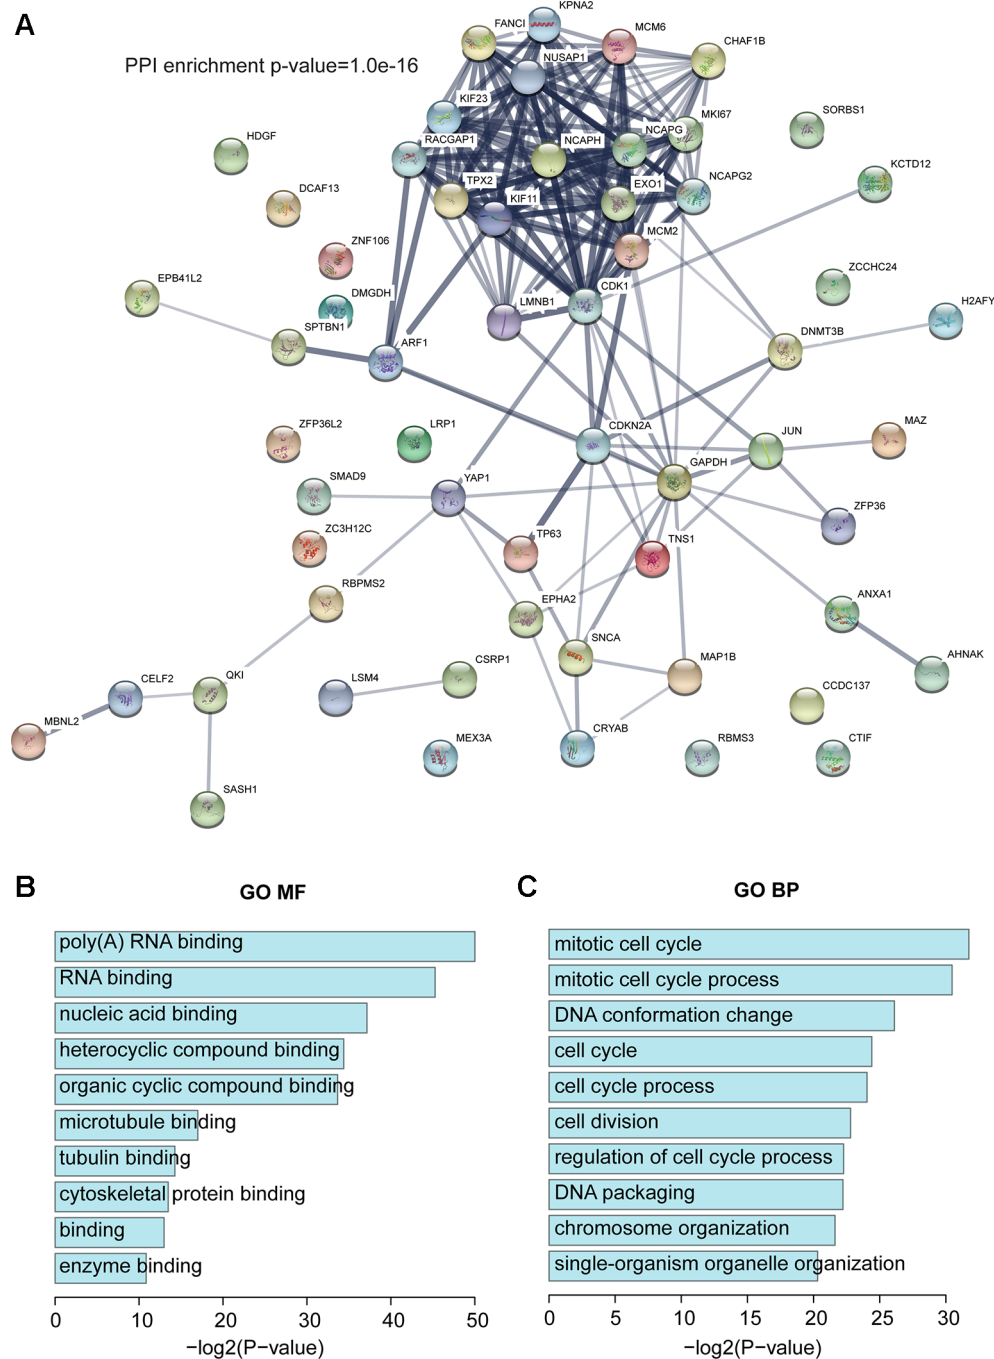 A
KPNA2
FANCI
MCM6
CHAF1B
NUSAP1
PPI enrichment p-value=1.0e-16
KIF23
SORBS1
MKI67
HDGF
RACGAP1
NCAPH
NCAPG
KCTD12
DCAF13
TPX2
EXO1
NCAPG2
KIF11
MCM2
ZNF106
ZCCHC24
EPB41L2
DMGDH
LMNB1
CDK1
H2AFY
SPTBN1
ARF1
DNMT3B
ZFP36L2
LRP1
CDKN2A
JUN
MAZ
SMAD9
YAP1
GAPDH
ZFP36
ZC3H12C
TP63
TNS1
RBPMS2
EPHA2
ANXA1
SNCA
MAP1B
AHNAK
CELF2
QKI
LSM4
CSRP1
CCDC137
MBNL2
MEX3A
CRYAB
RBMS3
CTIF
SASH1
B
GO MF
poly(A) RNA binding
RNA binding
nucleic acid binding
heterocyclic compound binding
organic cyclic compound binding
microtubule binding
tubulin binding
cytoskeletal protein binding
binding
enzyme binding
0 10 20 30 40 50
−log2(P−value)
C
GO BP
mitotic cell cycle
mitotic cell cycle process
DNA conformation change
cell cycle
cell cycle process
cell division
regulation of cell cycle process
DNA packaging
chromosome organization
single-organism organelle organization
0 5 10 15 20 25 30
−log2(P−value)